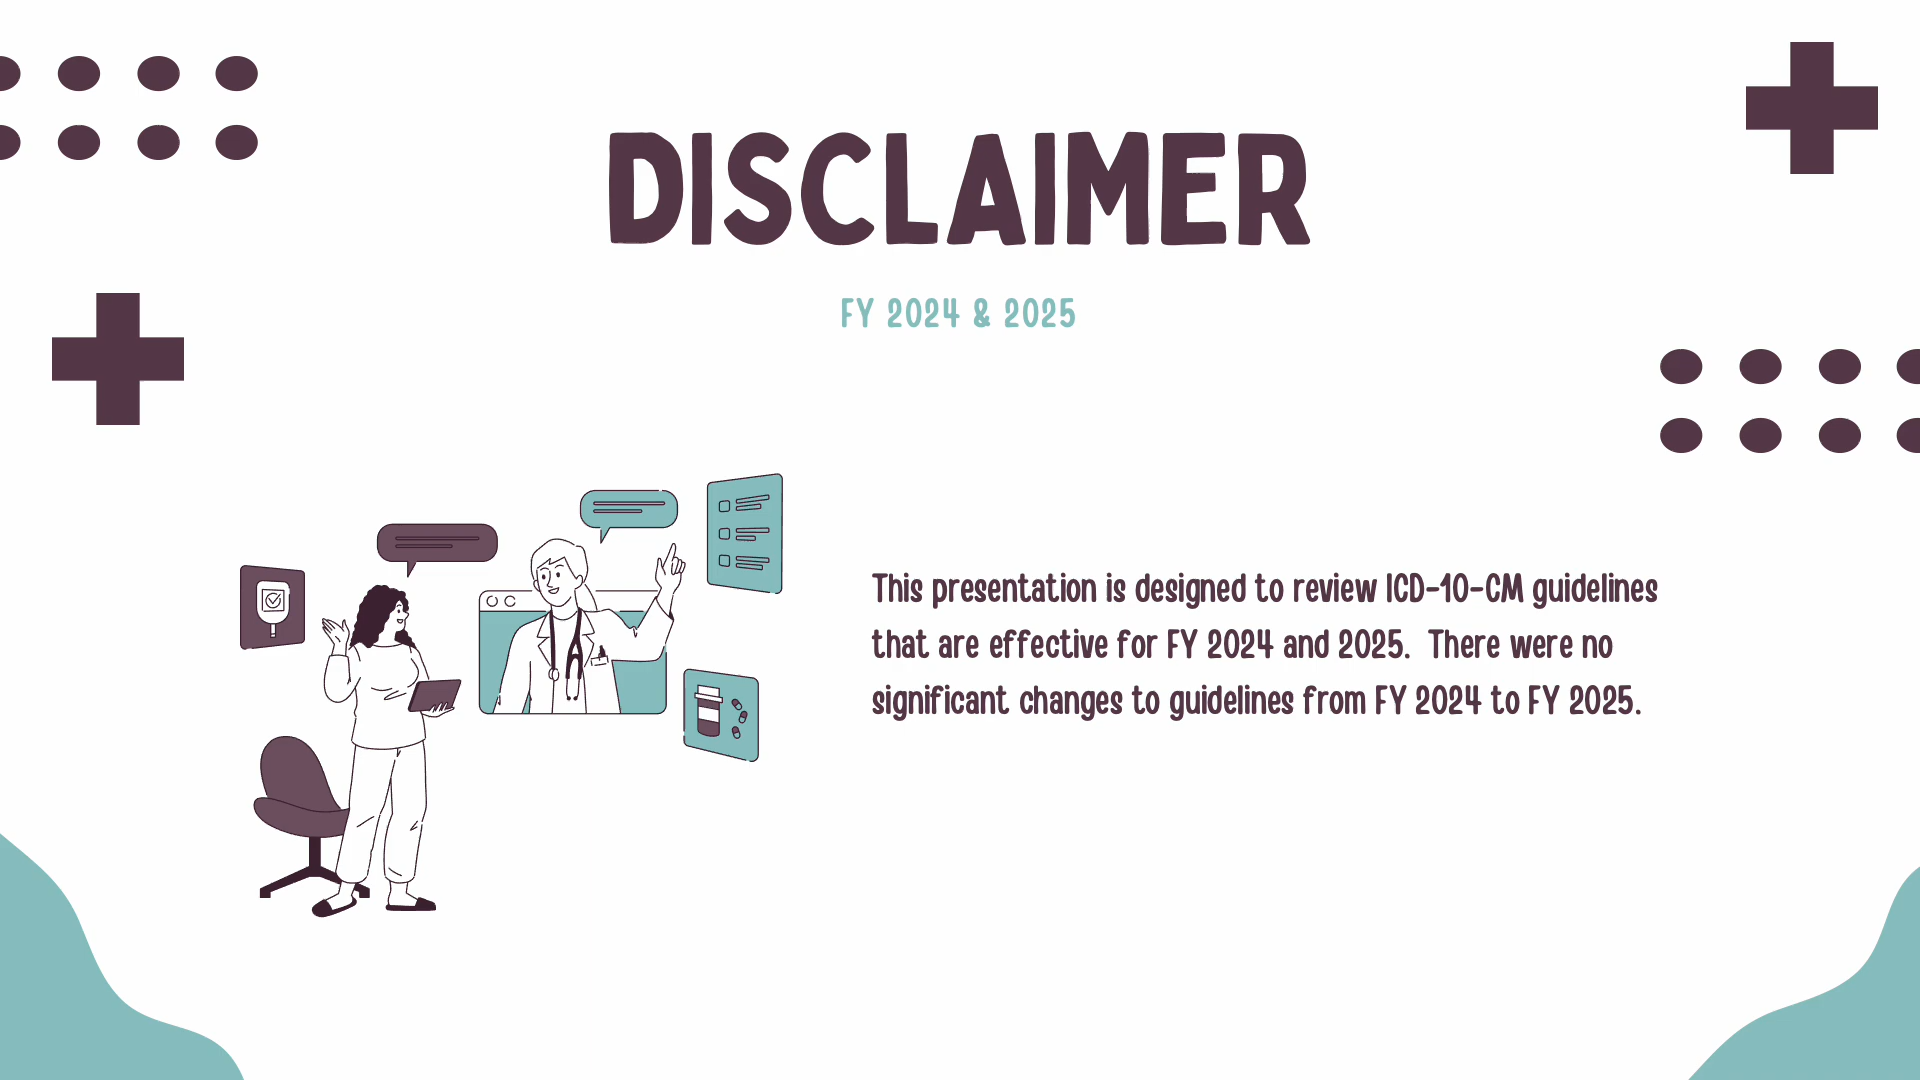 DISCLAIMER
FY 2024 & 2025
This presentation is designed to review ICD-10-CM guidelines
that are effective for FY 2024 and 2025.  There were no
significant changes to guidelines from FY 2024 to FY 2025.